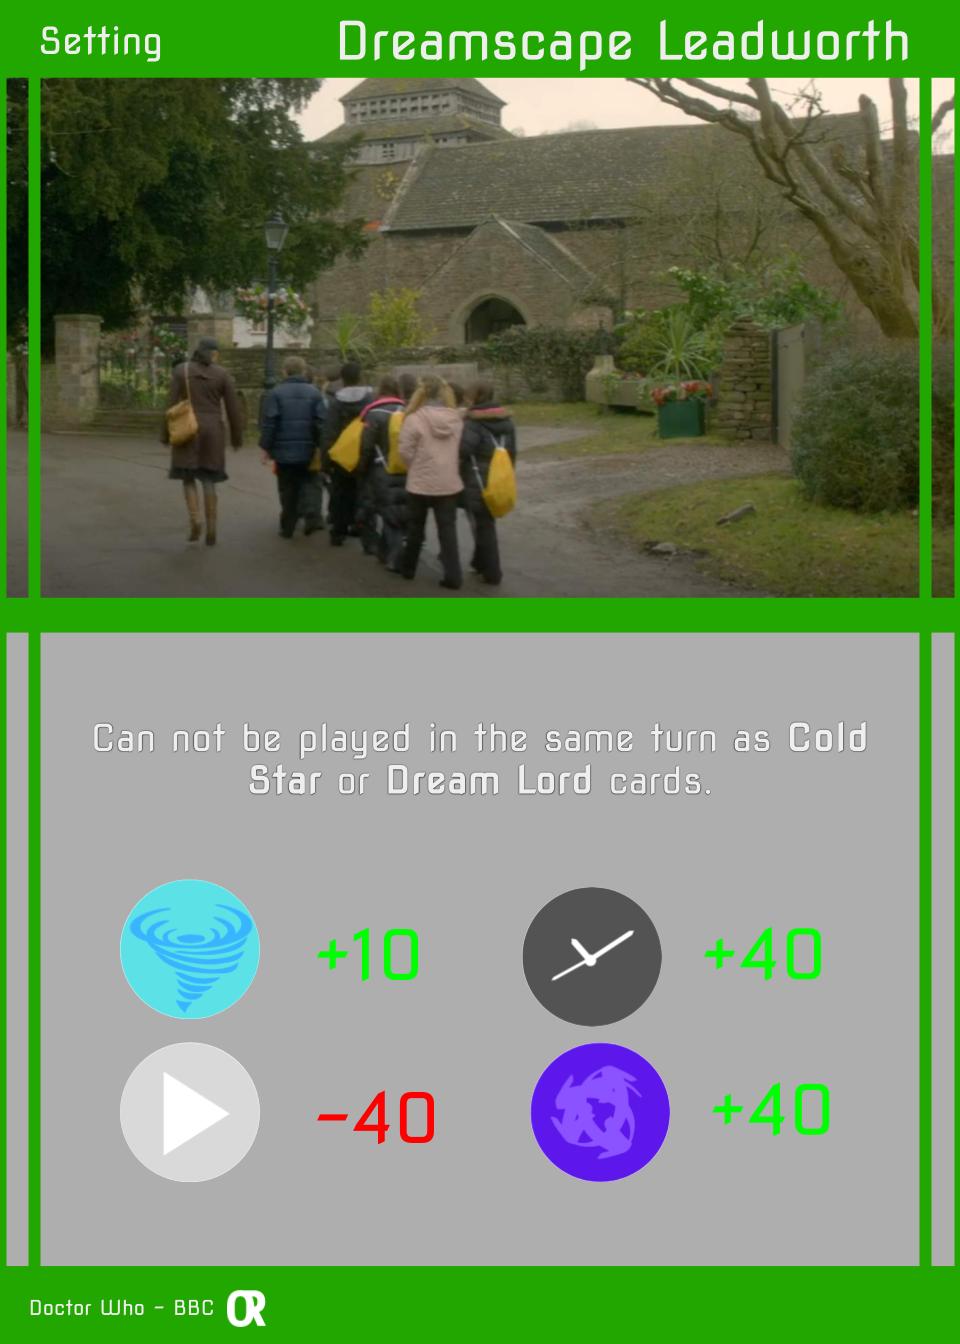 Setting
Dreamscape Leadworth
Can not be played in the same turn as Cold
Star or Dream Lord cards.
+10
+40
-40
+40
Doctor Who - BBC OR